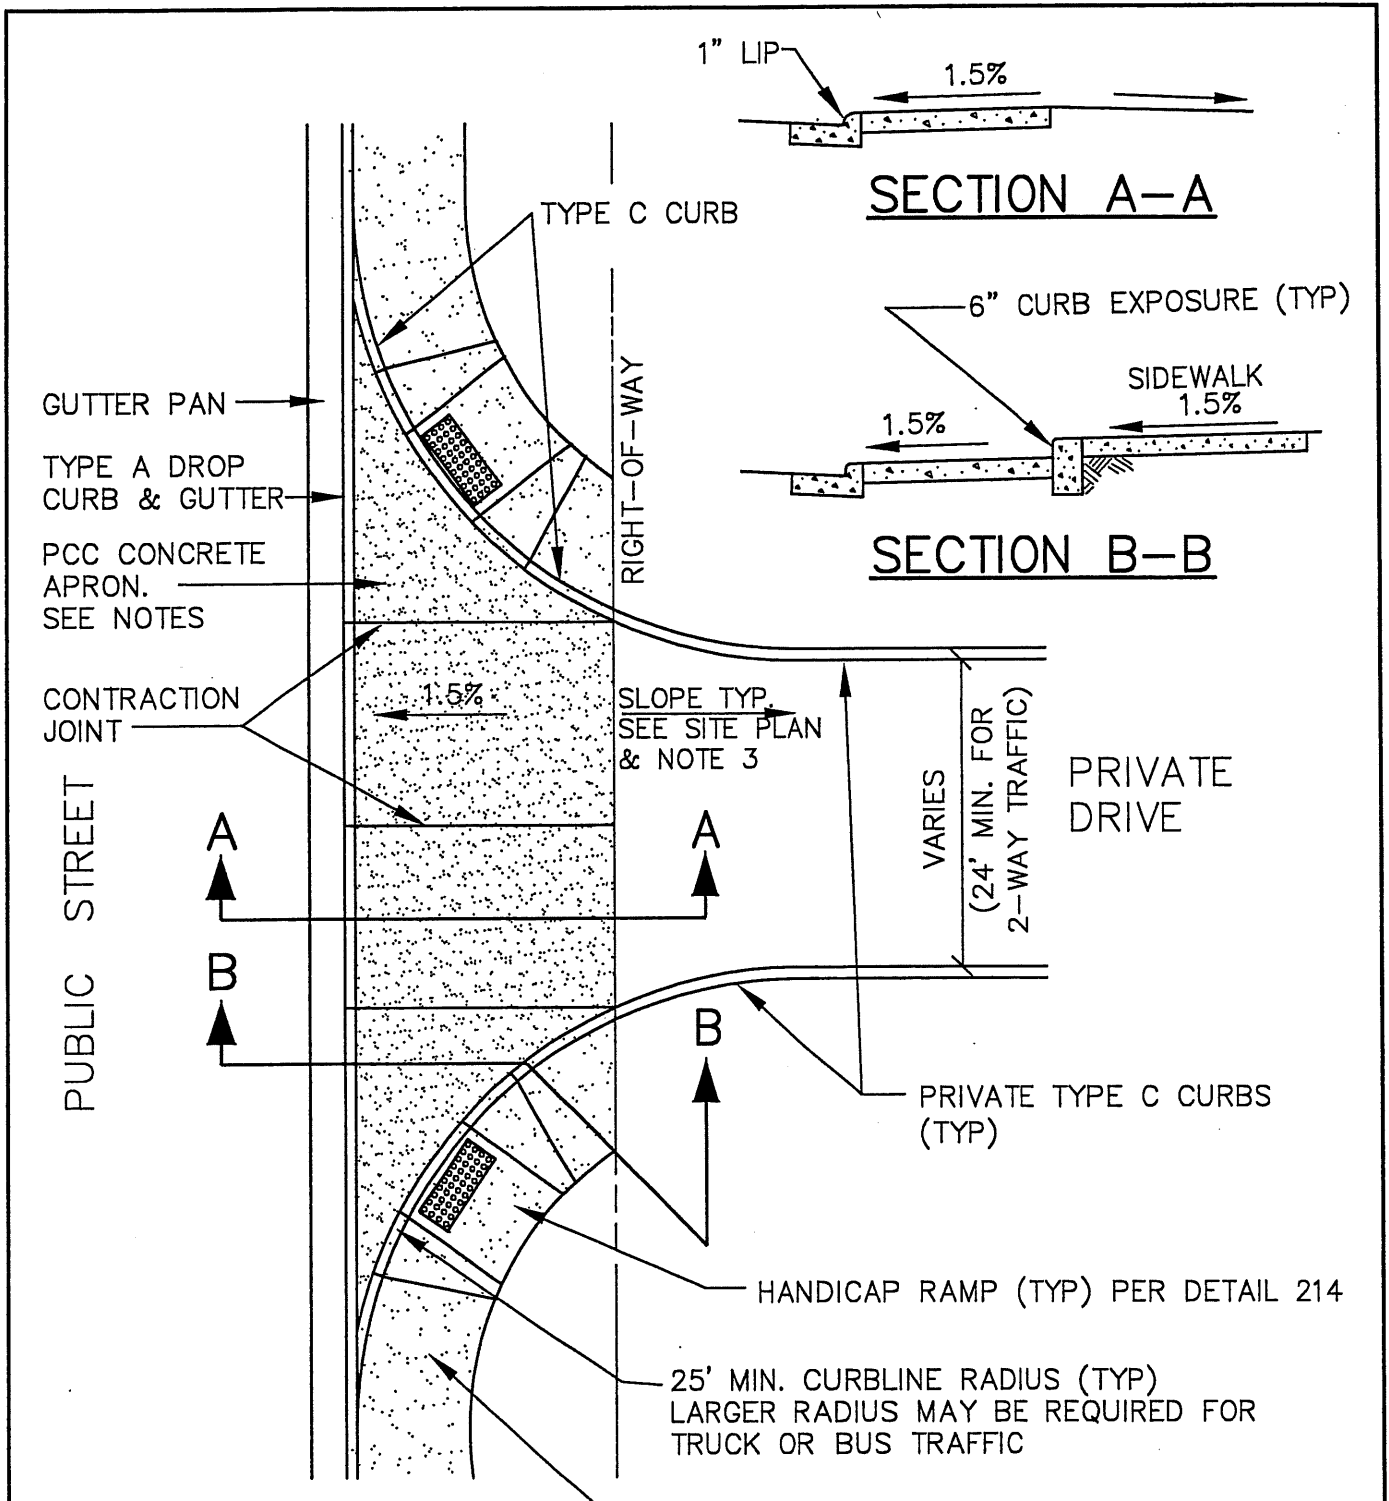 1" LIP
1.5%
SECTION A-A
TYPE C CURB
6" CURB EXPOSURE (TYP)
SIDEWALK
1.5%
1.5%
SECTION B-B
GUTTER PAN
TYPE A DROP
CURB & GUTTER
PCC CONCRETE
APRON.
SEE NOTES
RIGHT-OF-WAY
CONTRACTION
JOINT
1.5%
SLOPE TYP.
SEE SITE PLAN
& NOTE 3
VARIES
(24' MIN. FOR
2-WAY TRAFFIC)
PRIVATE
DRIVE
PUBLIC STREET
A
A
B
B
PRIVATE TYPE C CURBS
(TYP)
HANDICAP RAMP (TYP) PER DETAIL 214
25' MIN. CURBLINE RADIUS (TYP)
LARGER RADIUS MAY BE REQUIRED FOR
TRUCK OR BUS TRAFFIC